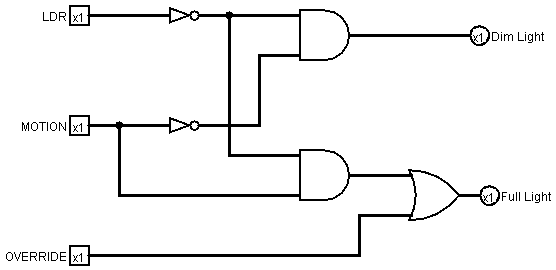 LDR x1
x1 Dim Light
MOTION x1
x1 Full Light
OVERRIDE x1